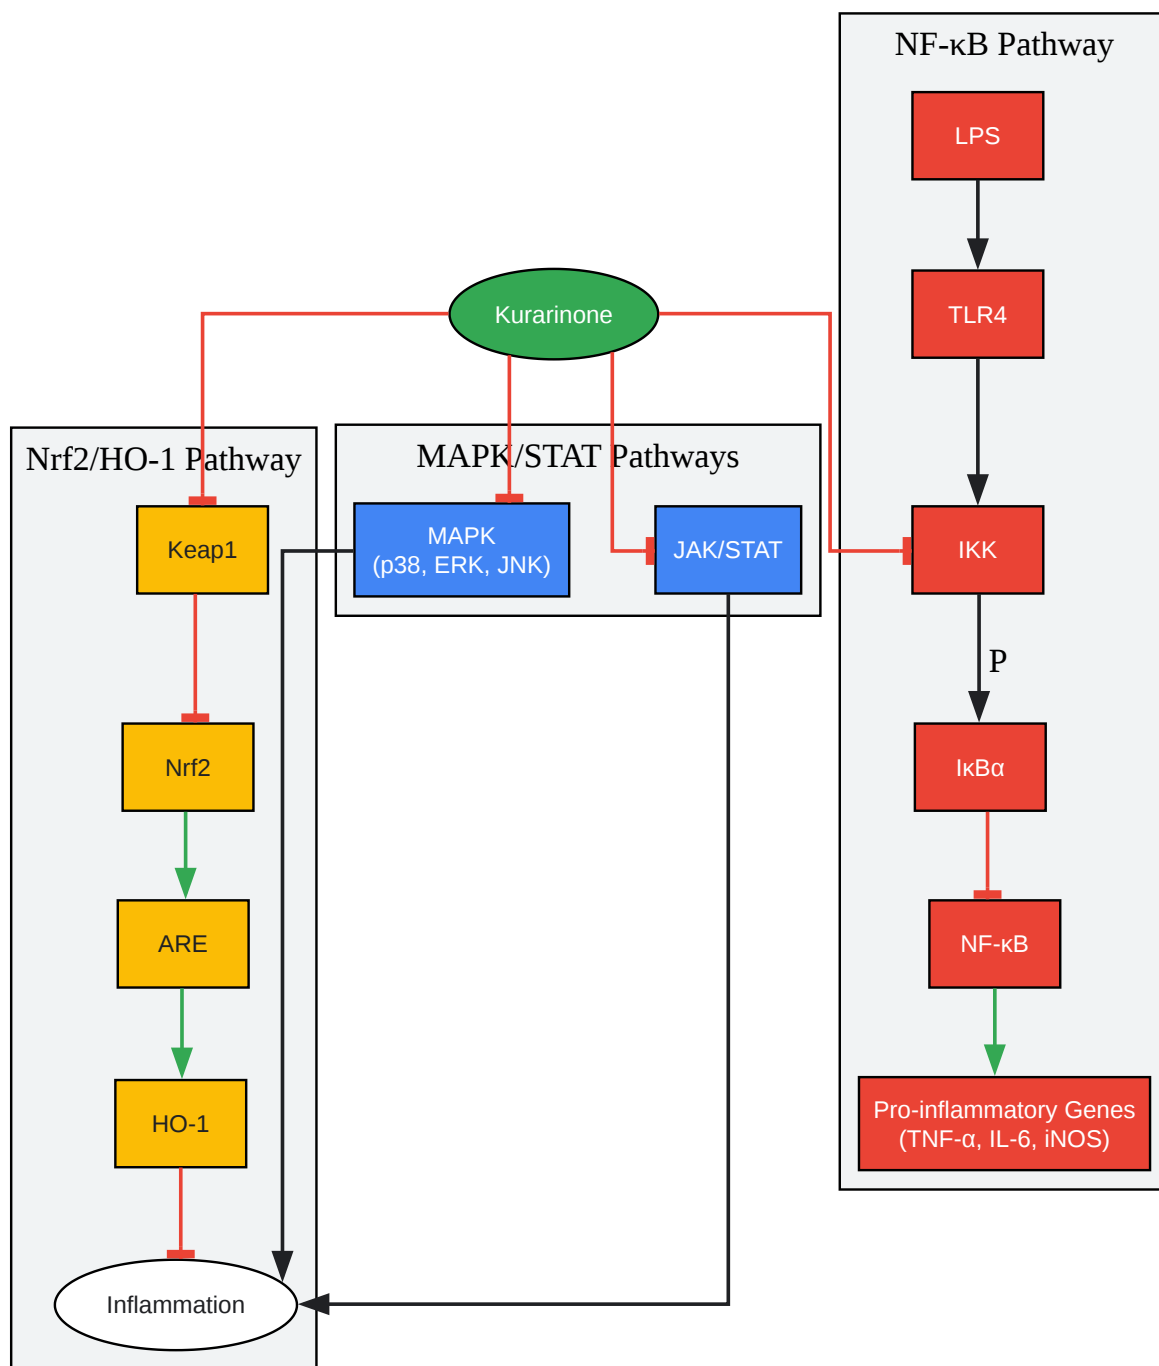 NF-κB Pathway
LPS
TLR4
Kurarinone
Nrf2/HO-1 Pathway
MAPK/STAT Pathways
Keap1
MAPK
(p38, ERK, JNK)
JAK/STAT
IKK
P
Nrf2
IκBα
ARE
NF-κB
HO-1
Pro-inflammatory Genes
(TNF-α, IL-6, iNOS)
Inflammation